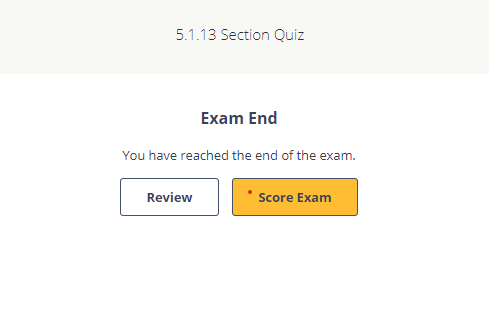 5.1.13 Section Quiz
Exam End
You have reached the end of the exam.
Review
Score Exam